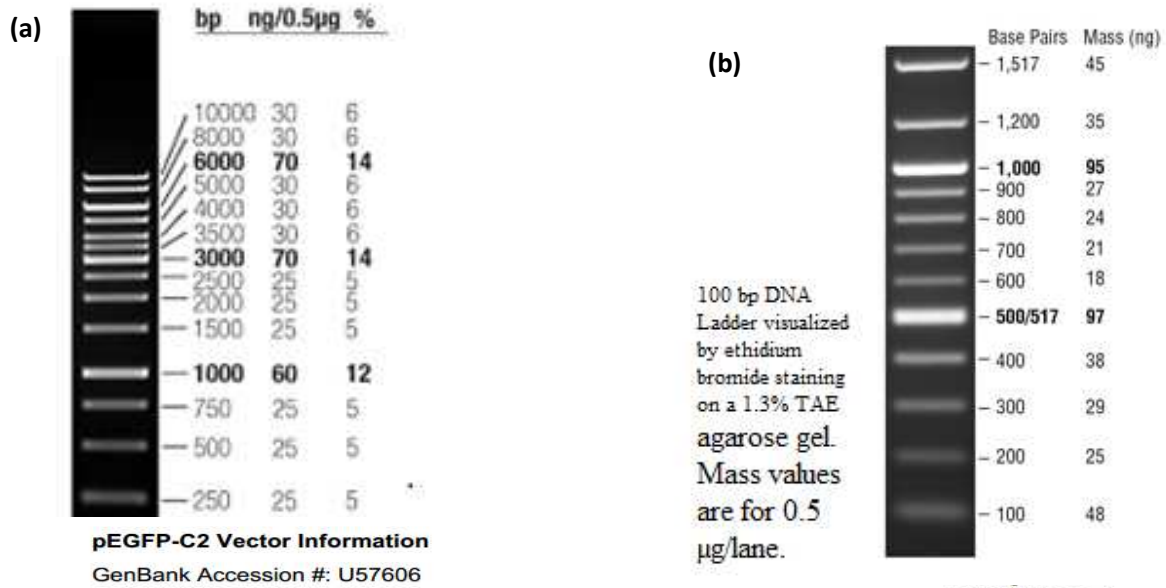 (a)
bp ng/0.5µg %
10000 30 6
8000 30 6
6000 70 14
5000 30 6
4000 30 6
3500 30 6
3000 70 14
2500 25 5
2000 25 5
1500 25 5
1000 60 12
750 25 5
500 25 5
250 25 5
pEGFP-C2 Vector Information
GenBank Accession #: U57606
(b)
Base Pairs Mass (ng)
1,517 45
1,200 35
1,000 95
900 27
800 24
700 21
600 18
500/517 97
400 38
300 29
200 25
100 48
100 bp DNA
Ladder visualized
by ethidium
bromide staining
on a 1.3% TAE
agarose gel.
Mass values
are for 0.5
µg/lane.